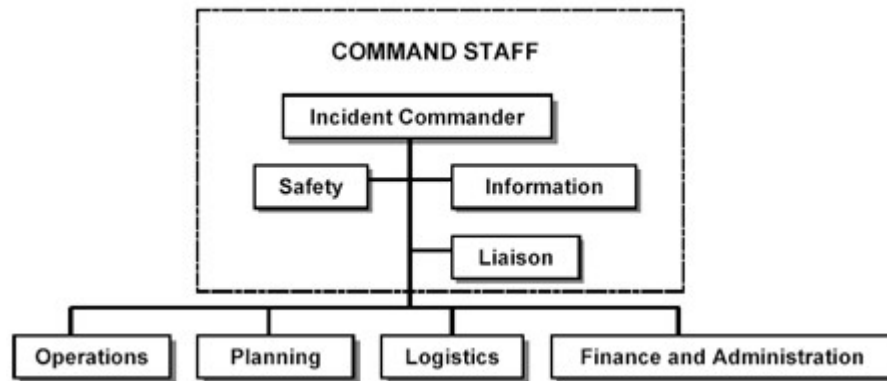 COMMAND STAFF
Incident Commander
Safety
Information
Liaison
Operations
Planning
Logistics
Finance and Administration